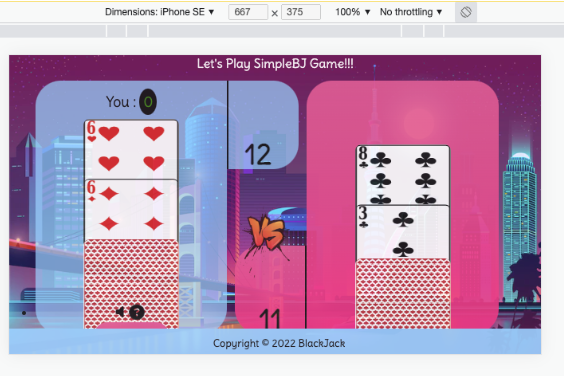 Dimensions: iPhone SE ▼ 667 × 375 100% ▼ No throttling ▼
Let's Play SimpleBJ Game!!!
You : 0
12
6
6
8
3
VS
11
?
Copyright © 2022 BlackJack